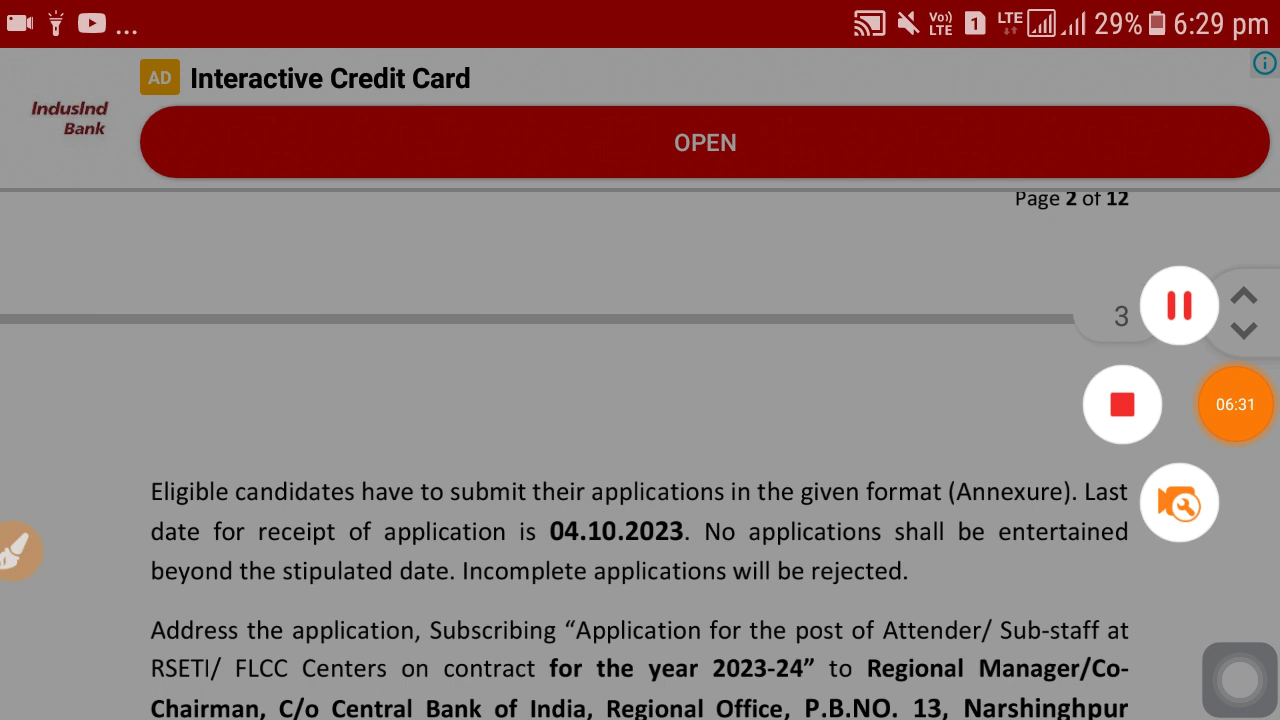 ... Vo)) LTE 1 LTE 29% 6:29 pm
AD Interactive Credit Card
IndusInd Bank
OPEN
Page 2 of 12
3
06:31
Eligible candidates have to submit their applications in the given format (Annexure). Last
date for receipt of application is 04.10.2023. No applications shall be entertained
beyond the stipulated date. Incomplete applications will be rejected.
Address the application, Subscribing “Application for the post of Attender/ Sub-staff at
RSETI/ FLCC Centers on contract for the year 2023-24” to Regional Manager/Co-
Chairman, C/o Central Bank of India, Regional Office, P.B.NO. 13, Narshinghpur